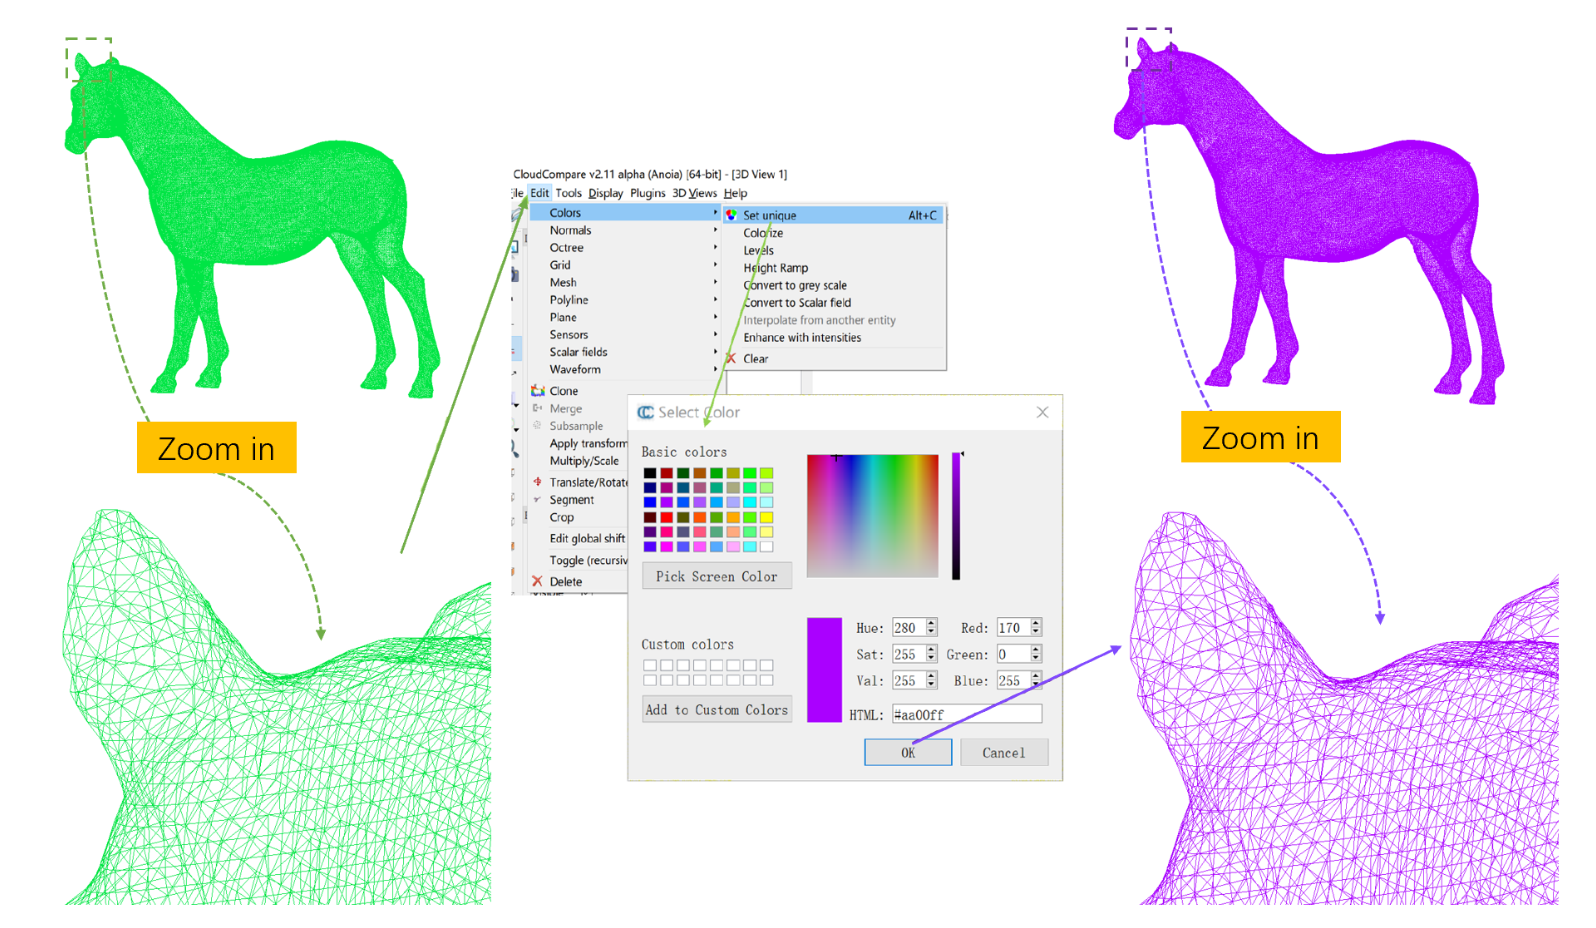 CloudCompare v2.11 alpha (Anoia) [64-bit] - [3D View 1]
Edit Tools Display Plugins 3D Views Help
Colors
Normals
Octree
Grid
Mesh
Polyline
Plane
Sensors
Scalar fields
Waveform
Clone
Merge
Subsample
Apply transform
Multiply/Scale
Translate/Rotate
Segment
Crop
Edit global shift
Toggle (recursiv
Delete
Set unique Alt+C
Colorize
Levels
Height Ramp
Convert to grey scale
Convert to Scalar field
Interpolate from another entity
Enhance with intensities
Clear
Select Color
Basic colors
Pick Screen Color
Custom colors
Add to Custom Colors
Hue: 280 Red: 170
Sat: 255 Green: 0
Val: 255 Blue: 255
HTML: #aa00ff
OK Cancel
Zoom in
Zoom in